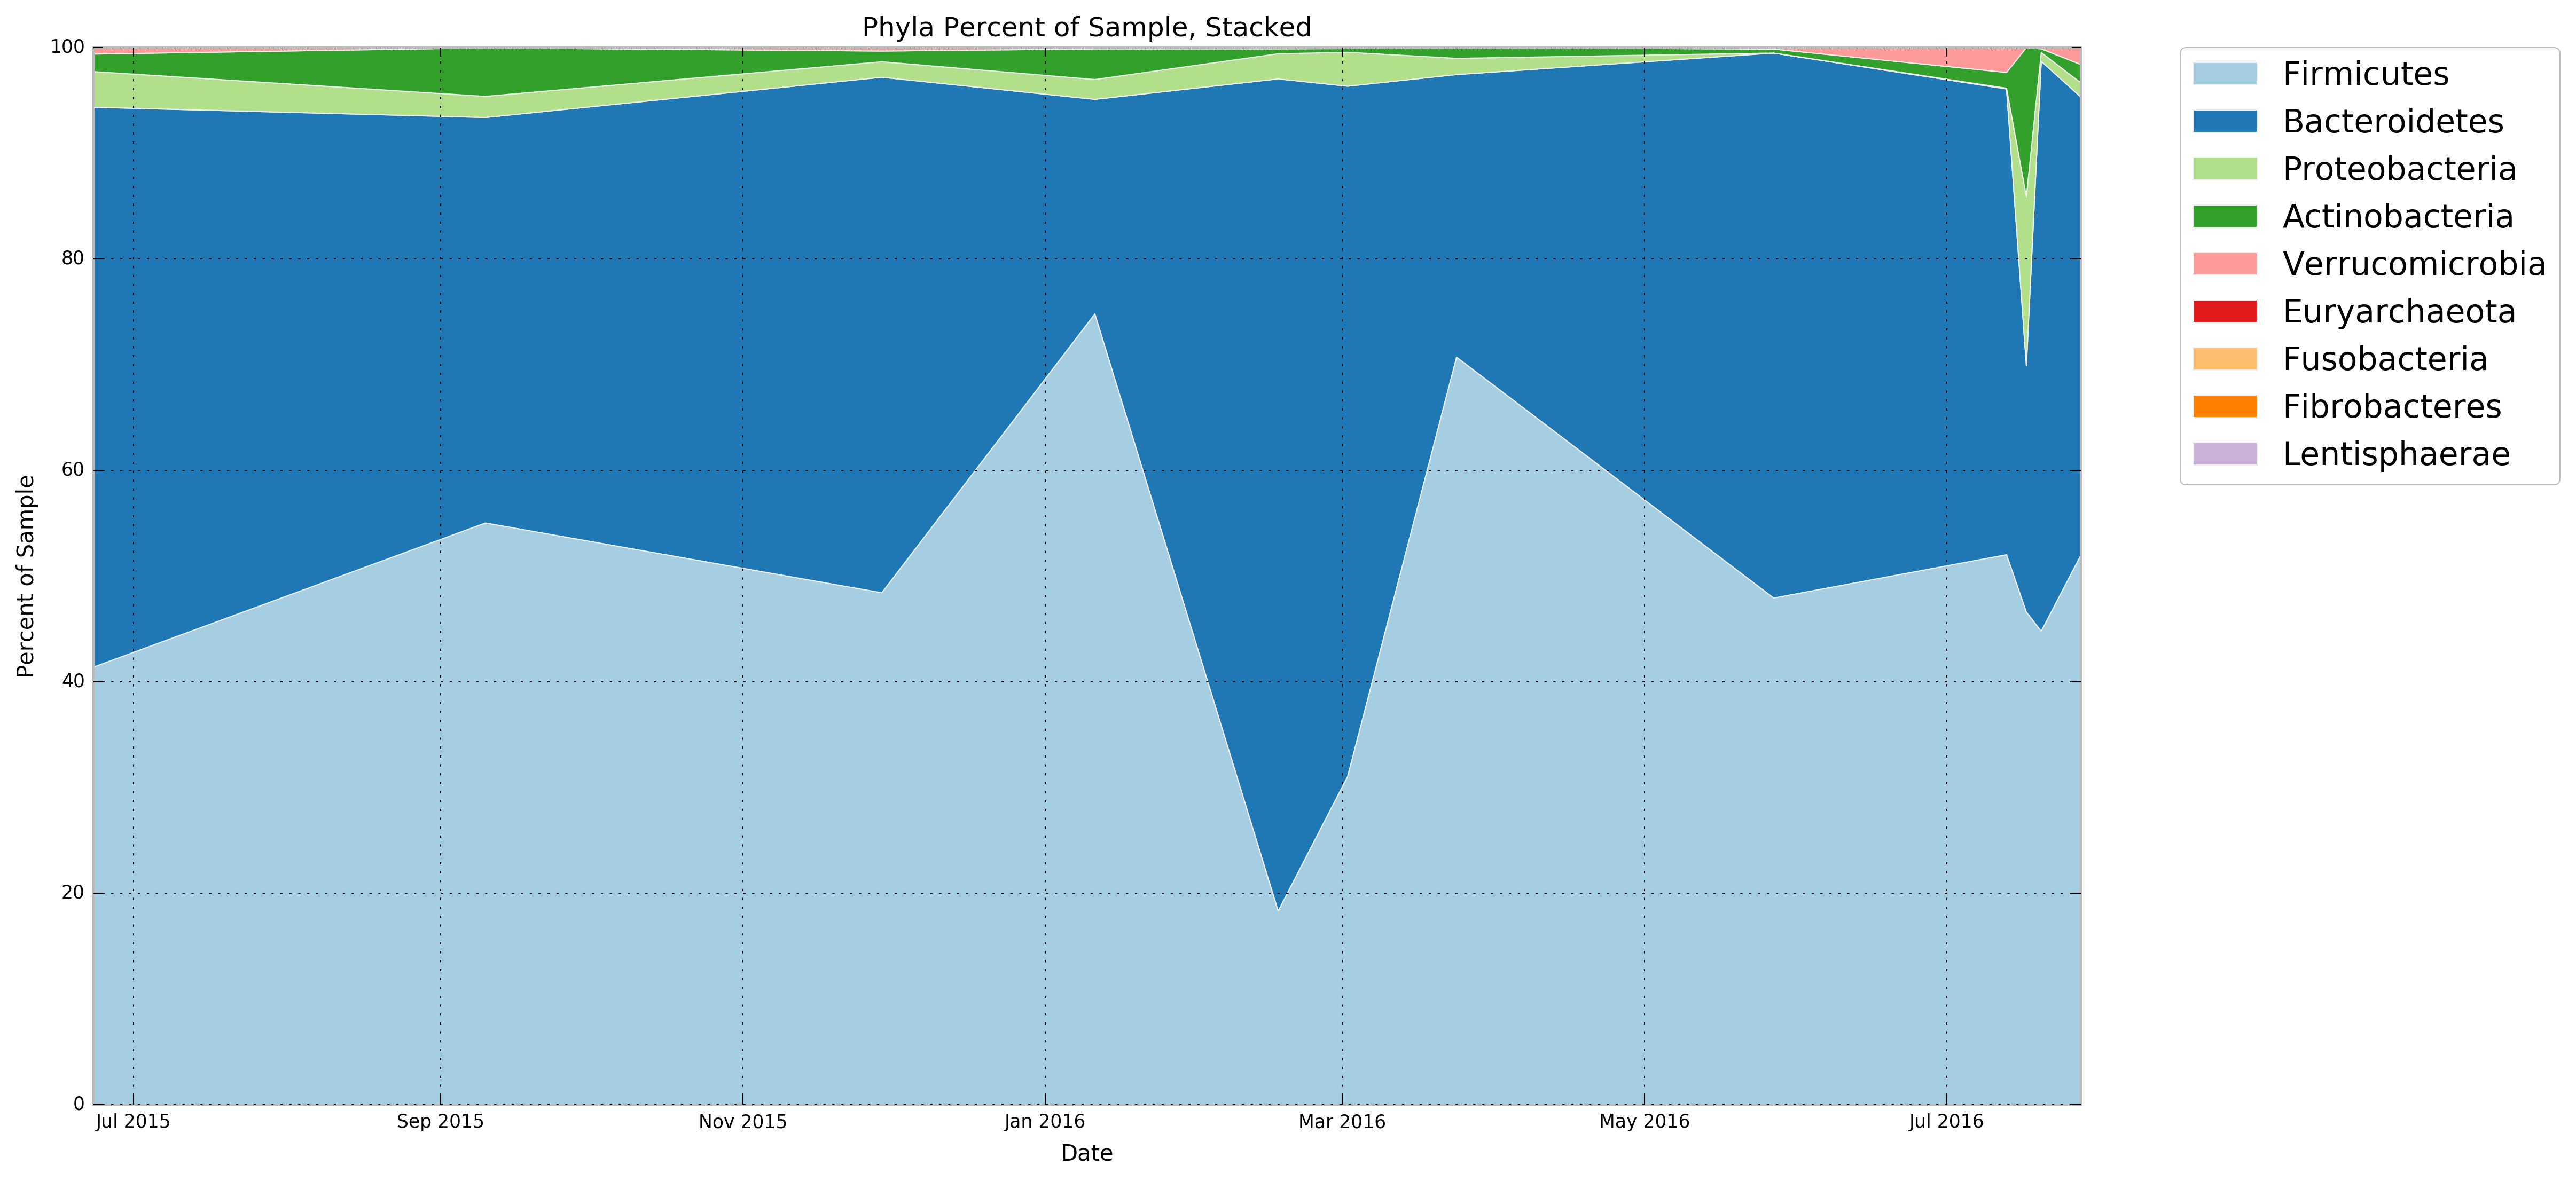 Phyla Percent of Sample, Stacked
100
80
60
40
20
0
Percent of Sample
Jul 2015 Sep 2015 Nov 2015 Jan 2016 Mar 2016 May 2016 Jul 2016
Date
Firmicutes
Bacteroidetes
Proteobacteria
Actinobacteria
Verrucomicrobia
Euryarchaeota
Fusobacteria
Fibrobacteres
Lentisphaerae